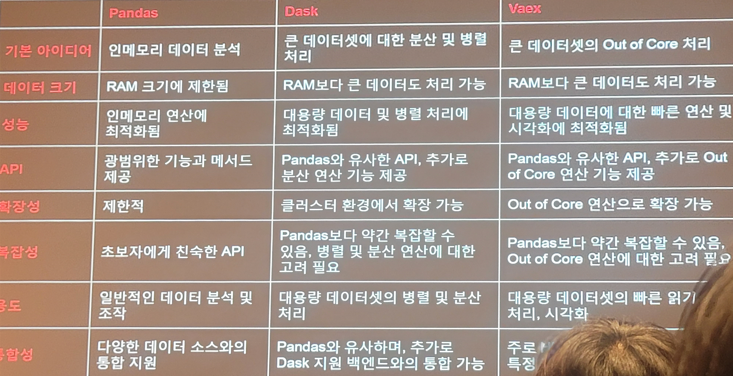 Pandas
Dask
Vaex
기본 아이디어
인메모리 데이터 분석
큰 데이터셋에 대한 분산 및 병렬
처리
큰 데이터셋의 Out of Core 처리
데이터 크기
RAM 크기에 제한됨
RAM보다 큰 데이터도 처리 가능
RAM보다 큰 데이터도 처리 가능
성능
인메모리 연산에
최적화됨
대용량 데이터 및 병렬 처리에
최적화됨
대용량 데이터에 대한 빠른 연산 및
시각화에 최적화됨
API
광범위한 기능과 메서드
제공
Pandas와 유사한 API, 추가로
분산 연산 기능 제공
Pandas와 유사한 API, 추가로 Out
of Core 연산 기능 제공
확장성
제한적
클러스터 환경에서 확장 가능
Out of Core 연산으로 확장 가능
복잡성
초보자에게 친숙한 API
Pandas보다 약간 복잡할 수
있음, 병렬 및 분산 연산에 대한
고려 필요
Pandas보다 약간 복잡할 수 있음,
Out of Core 연산에 대한 고려 필요
용도
일반적인 데이터 분석 및
조작
대용량 데이터셋의 병렬 및 분산
처리
대용량 데이터셋의 빠른 읽기
처리, 시각화
통합성
다양한 데이터 소스와의
통합 지원
Pandas와 유사하며, 추가로
Dask 지원 백엔드와의 통합 가능
주로
특정